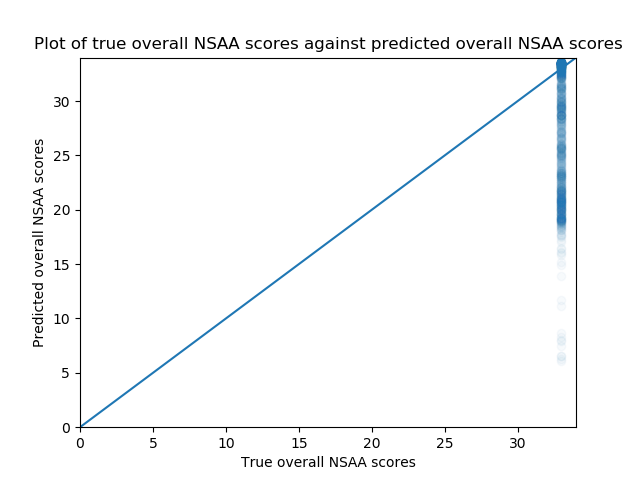 Plot of true overall NSAA scores against predicted overall NSAA scores
30
25
20
15
10
5
0
Predicted overall NSAA scores
0 5 10 15 20 25 30
True overall NSAA scores